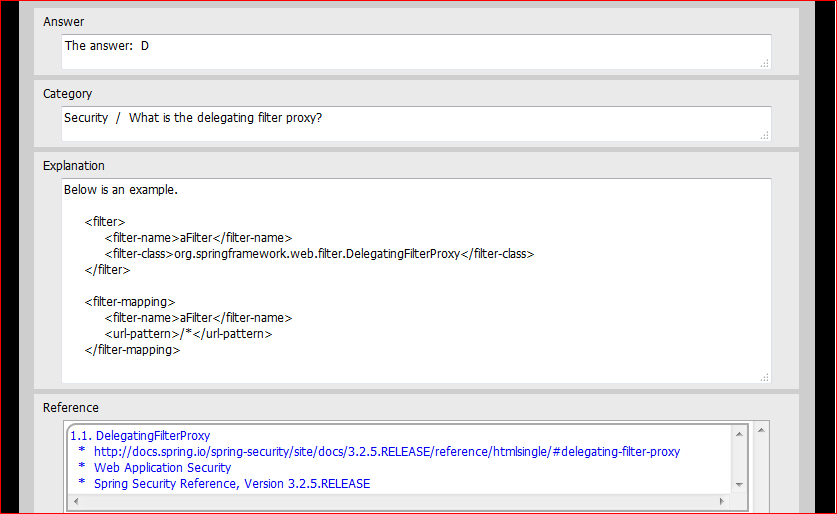 Answer
The answer:  D
Category
Security  /  What is the delegating filter proxy?
Explanation
Below is an example.
<filter>
<filter-name>aFilter</filter-name>
<filter-class>org.springframework.web.filter.DelegatingFilterProxy</filter-class>
</filter>
<filter-mapping>
<filter-name>aFilter</filter-name>
<url-pattern>/*</url-pattern>
</filter-mapping>
Reference
1.1. DelegatingFilterProxy
* http://docs.spring.io/spring-security/site/docs/3.2.5.RELEASE/reference/htmlsingle/#delegating-filter-proxy
* Web Application Security
* Spring Security Reference, Version 3.2.5.RELEASE